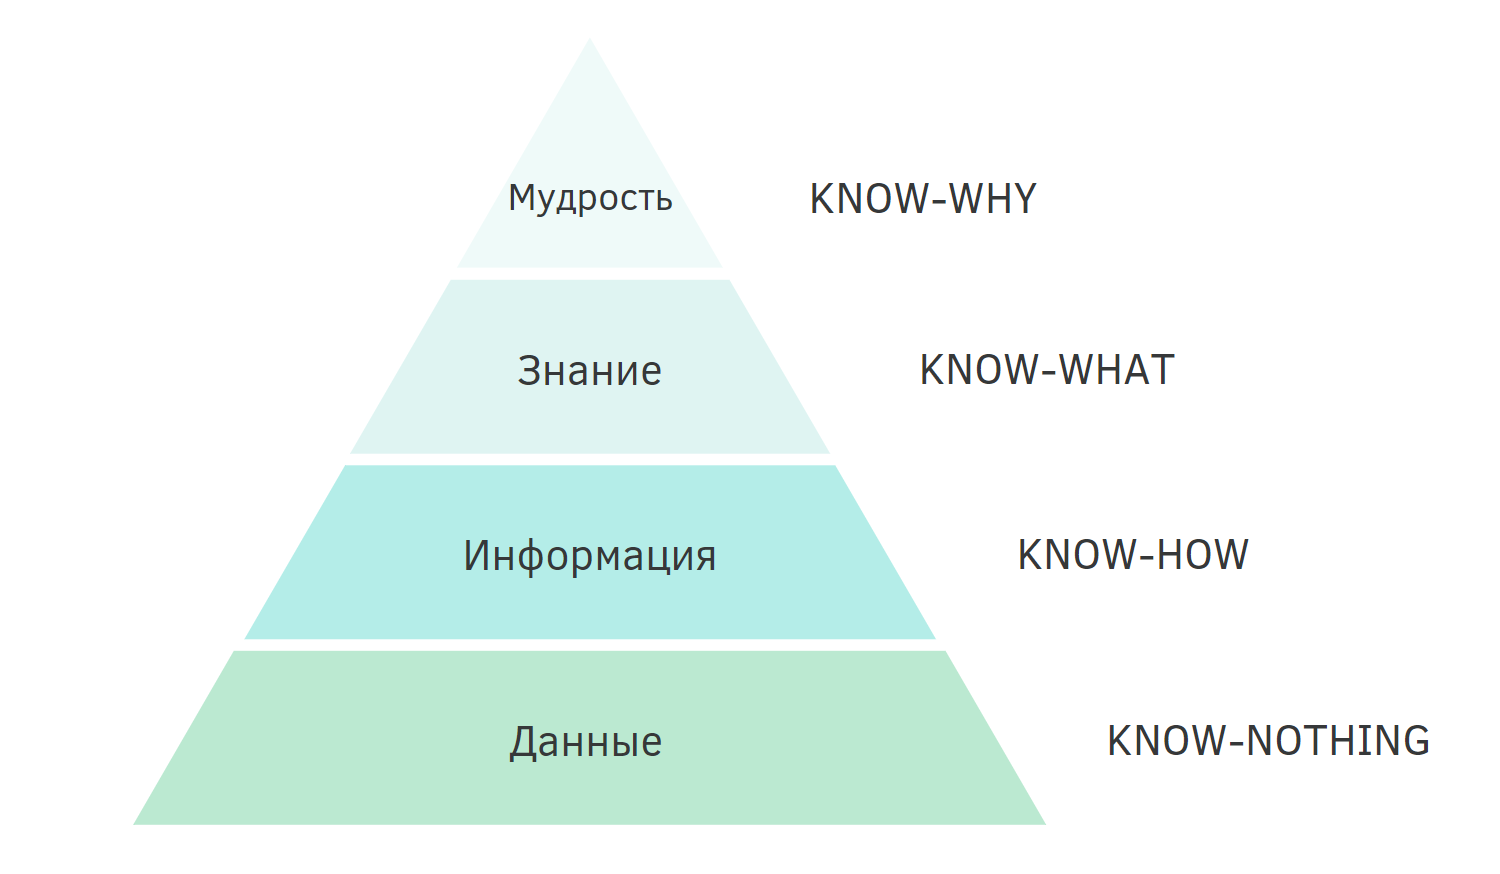 Мудрость KNOW-WHY
Знание KNOW-WHAT
Информация KNOW-HOW
Данные KNOW-NOTHING